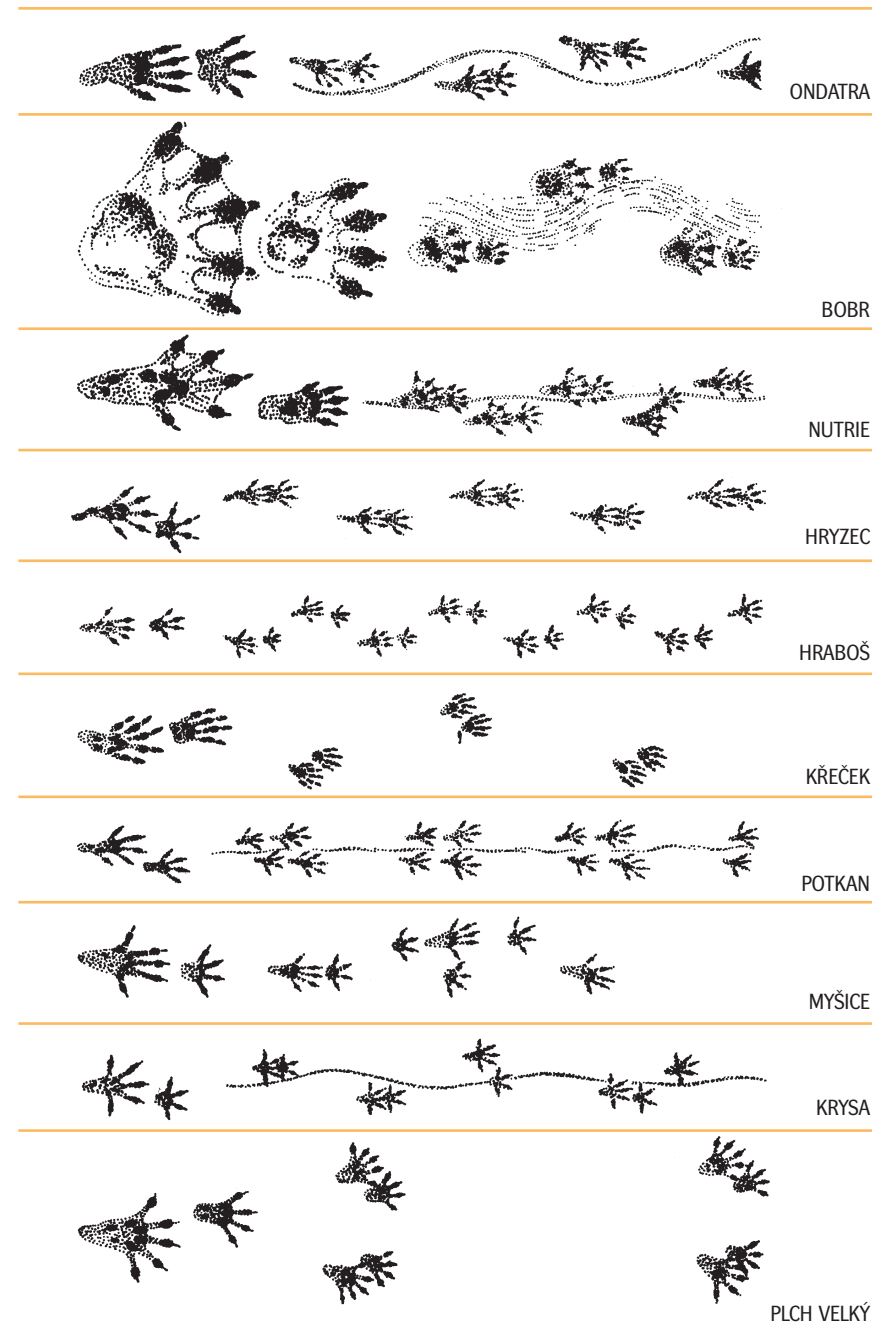 ONDATRA
BOBR
NUTRIE
HRYZEC
HRABOŠ
KŘEČEK
POTKAN
MYŠICE
KRYSA
PLCH VELKÝ